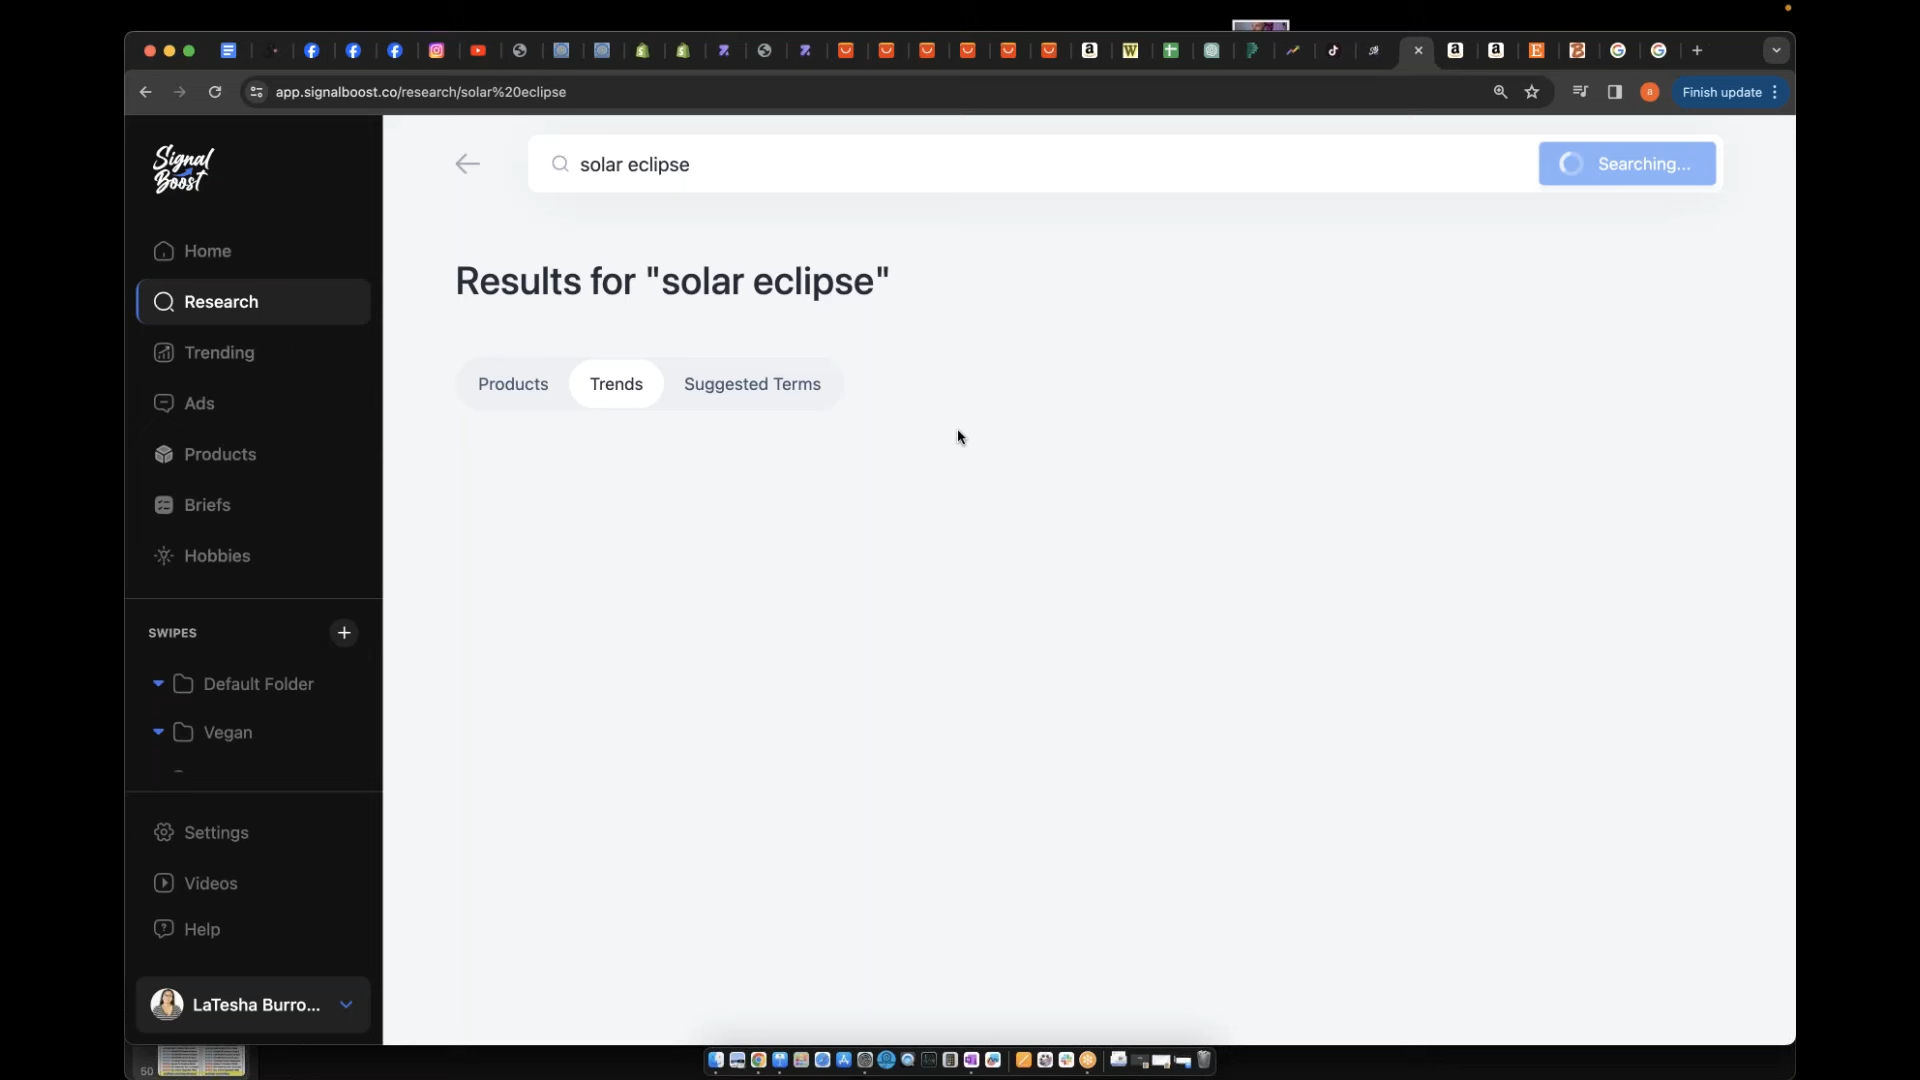 app.signalboost.co/research/solar%20eclipse
a
Finish update
Signal
Boost
solar eclipse
Searching...
Home
Research
Results for "solar eclipse"
Trending
Products
Trends
Suggested Terms
Ads
Products
Briefs
Hobbies
SWIPES
Default Folder
Vegan
Settings
Videos
Help
LaTesha Burro...
50